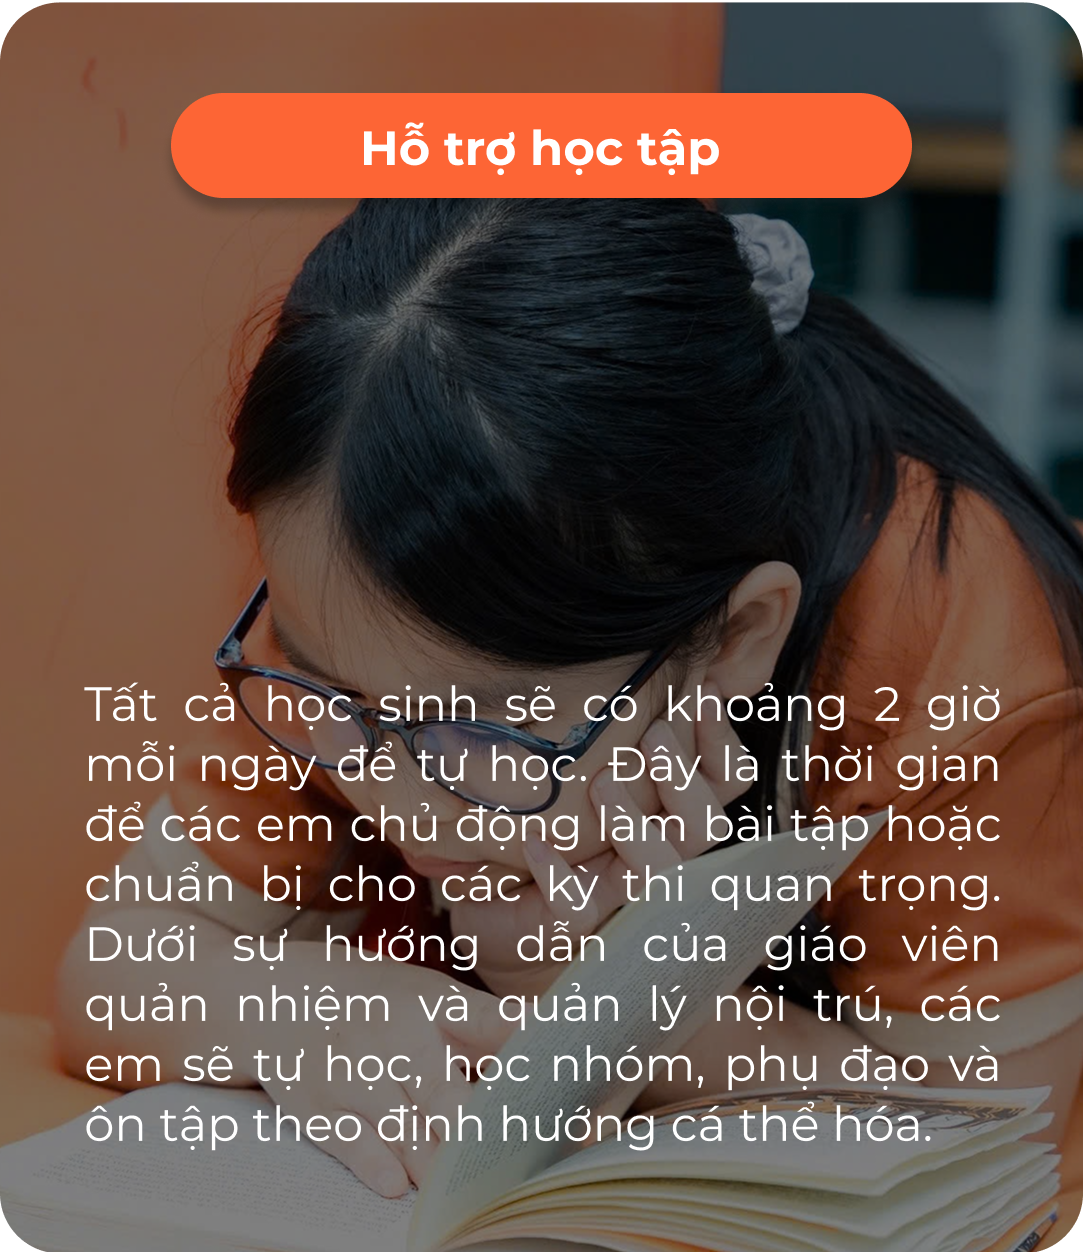 Hỗ trợ học tập
Tất cả học sinh sẽ có khoảng 2 giờ
mỗi ngày để tự học. Đây là thời gian
để các em chủ động làm bài tập hoặc
chuẩn bị cho các kỳ thi quan trọng.
Dưới sự hướng dẫn của giáo viên
quản nhiệm và quản lý nội trú, các
em sẽ tự học, học nhóm, phụ đạo và
ôn tập theo định hướng cá thể hóa.